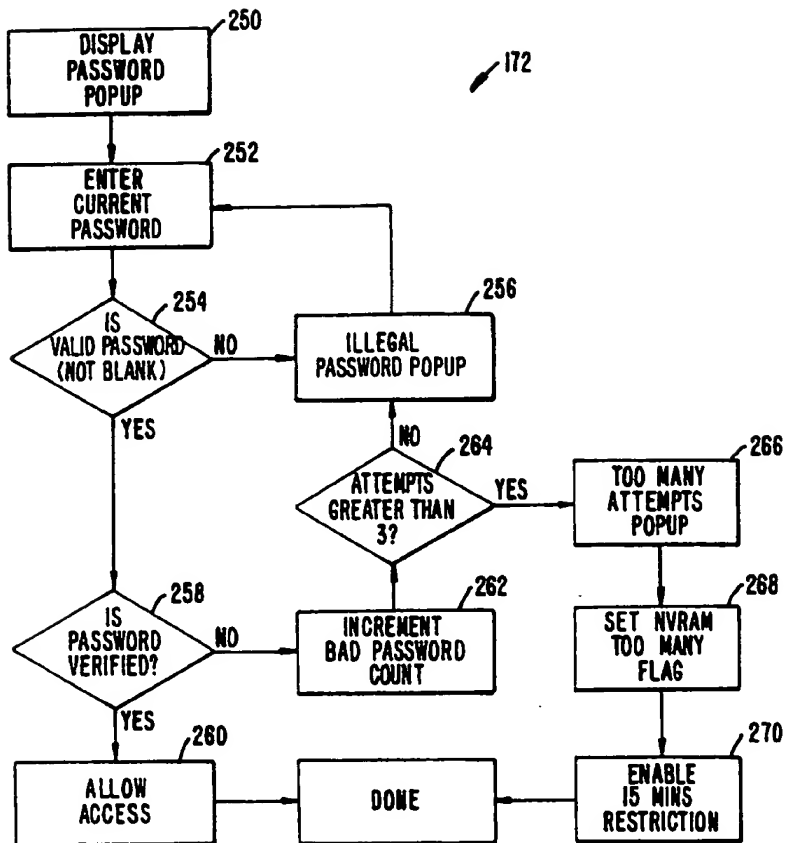 250
DISPLAY
PASSWORD
POPUP
172
252
ENTER
CURRENT
PASSWORD
254
IS
VALID PASSWORD
(NOT BLANK)
NO
YES
256
ILLEGAL
PASSWORD POPUP
NO
264
ATTEMPTS
GREATER THAN
3?
YES
266
TOO MANY
ATTEMPTS
POPUP
258
IS
PASSWORD
VERIFIED?
NO
YES
262
INCREMENT
BAD PASSWORD
COUNT
268
SET NVRAM
TOO MANY
FLAG
260
ALLOW
ACCESS
DONE
270
ENABLE
15 MINS
RESTRICTION